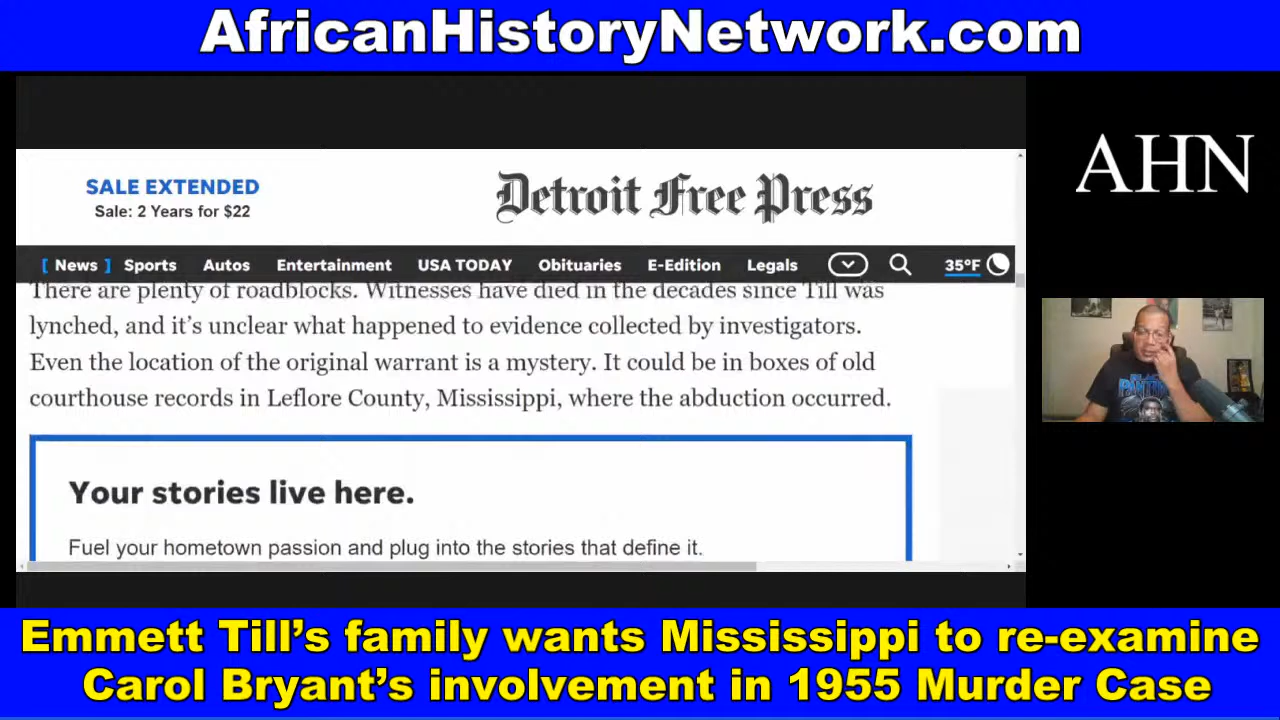 AfricanHistoryNetwork.com
AHN
SALE EXTENDED
Sale: 2 Years for $22
Detroit Free Press
[ News ] Sports Autos Entertainment USA TODAY Obituaries E-Edition Legals 35°F
There are plenty of roadblocks. Witnesses have died in the decades since Till was
lynched, and it’s unclear what happened to evidence collected by investigators.
Even the location of the original warrant is a mystery. It could be in boxes of old
courthouse records in Leflore County, Mississippi, where the abduction occurred.
Your stories live here.
Fuel your hometown passion and plug into the stories that define it.
Emmett Till’s family wants Mississippi to re-examine
Carol Bryant’s involvement in 1955 Murder Case